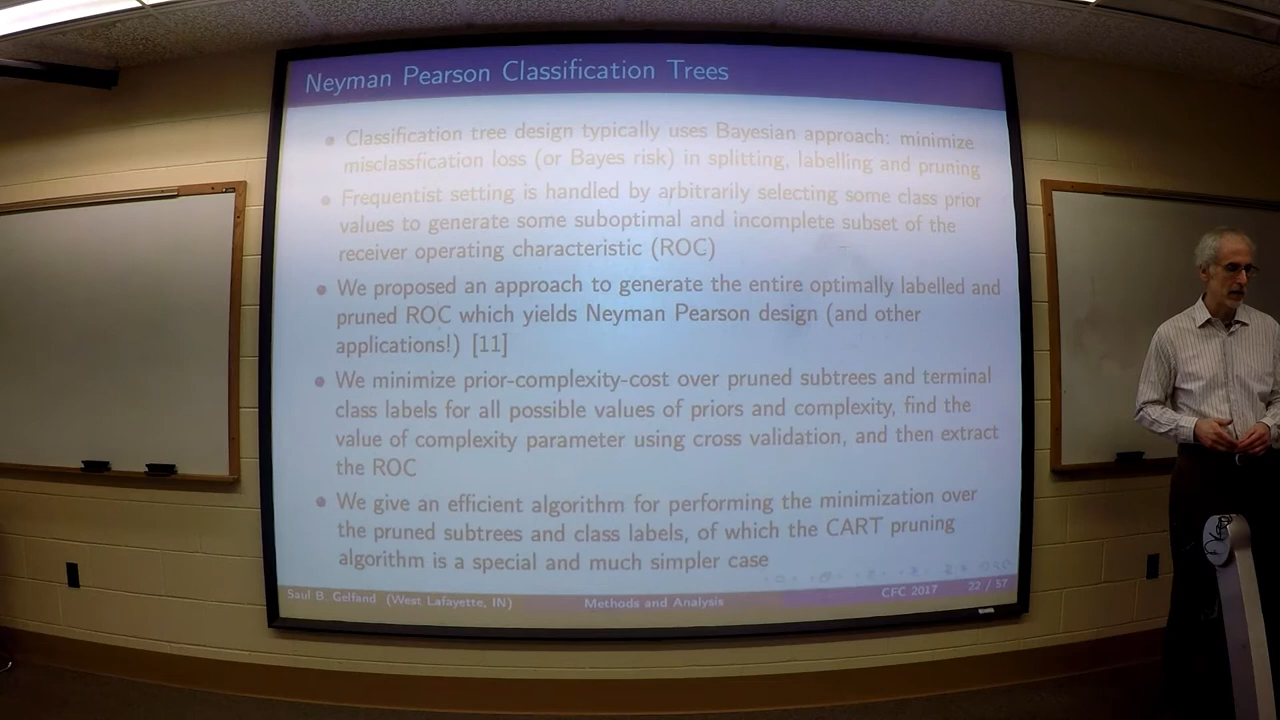 Neyman Pearson Classification Trees
Classification tree design typically uses Bayesian approach: minimize
misclassfication loss (or Bayes risk) in splitting, labelling and pruning
Frequentist setting is handled by arbitrarily selecting some class prior
values to generate some suboptimal and incomplete subset of the
receiver operating characteristic (ROC)
We proposed an approach to generate the entire optimally labelled and
pruned ROC which yields Neyman Pearson design (and other
applications!) [11]
We minimize prior-complexity-cost over pruned subtrees and terminal
class labels for all possible values of priors and complexity, find the
value of complexity parameter using cross validation, and then extract
the ROC
We give an efficient algorithm for performing the minimization over
the pruned subtrees and class labels, of which the CART pruning
algorithm is a special and much simpler case
Saul B. Gelfand (West Lafayette, IN) Methods and Analysis CFC 2017 22 / 57